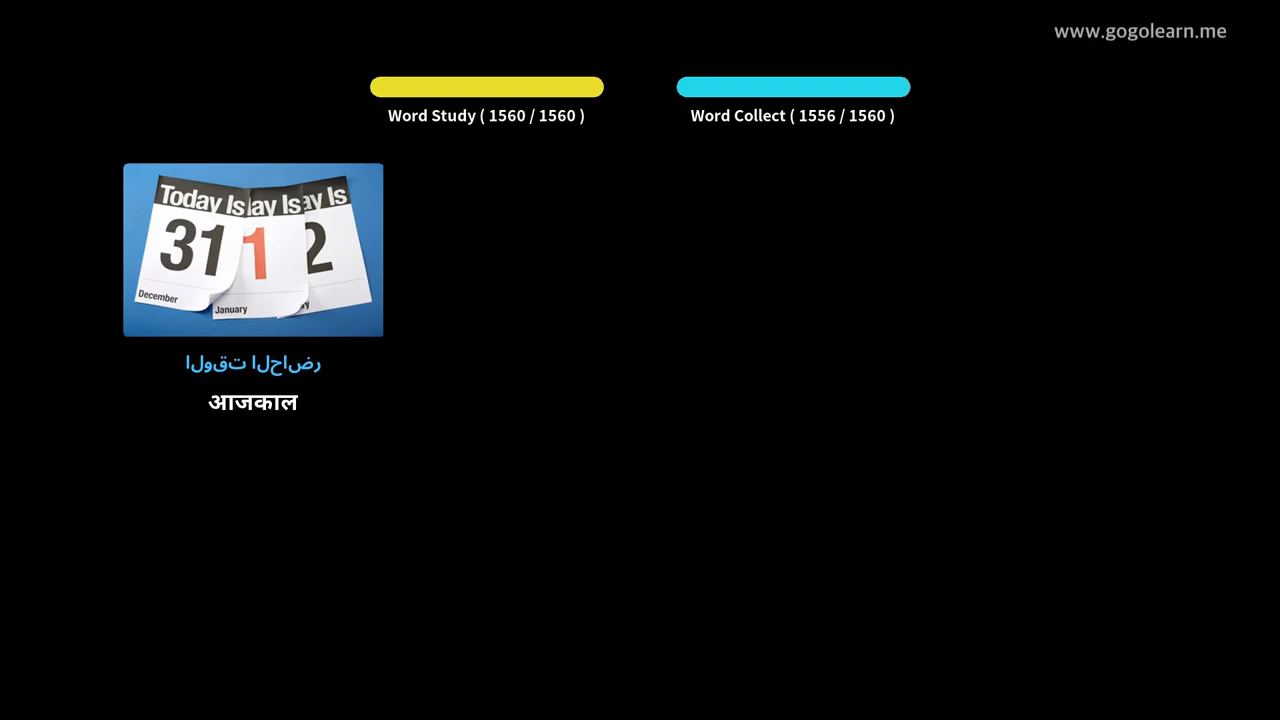 www.gogolearn.me
Word Study ( 1560 / 1560 )
Word Collect ( 1556 / 1560 )
Today Is ay Is ay Is
31 1 2
December
January
الوقت الحاضر
आजकाल